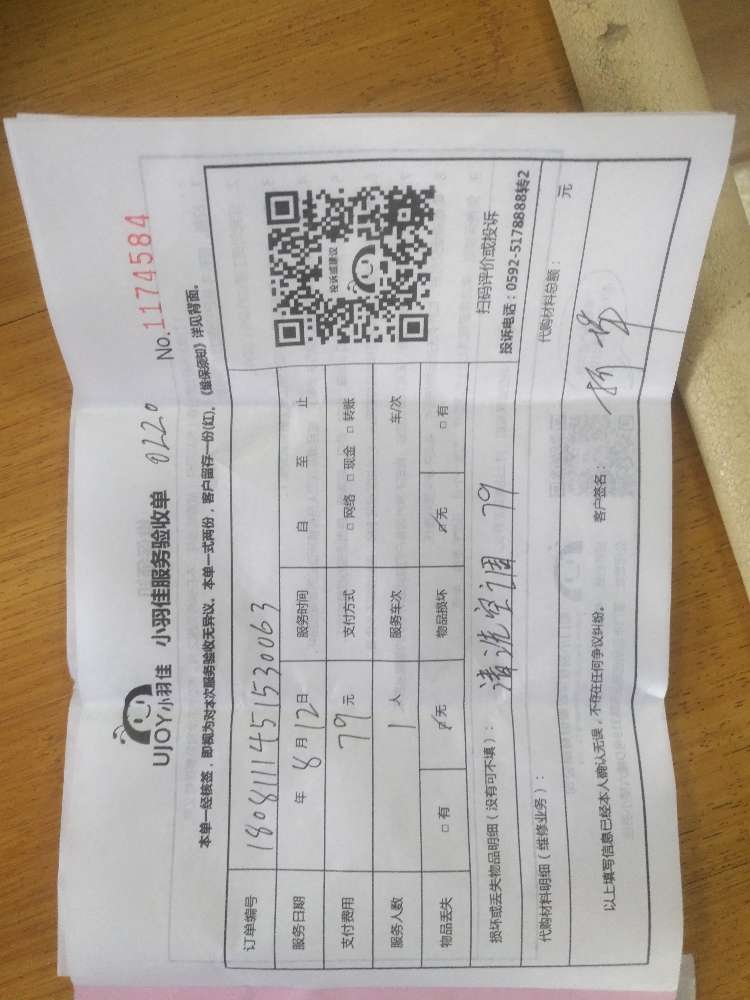 UJOY小羽佳 小羽佳服务验收单 0220 No.1174584
本单一经核签，即视为对本次服务验收无异议。本单一式两份，客户留存一份(红)。《维保须知》详见背面。
订单编号 1808111451530063
服务日期 年 8 月 12 日 服务时间 自 至 止
支付费用 79 元 支付方式 □ 网络 □ 现金 □ 转账
服务人数 1 人 服务车次 车/次
物品丢失 □ 有 ☑无 物品损坏 ☑无 □ 有
投诉或建议
扫码评价或投诉
投诉电话：0592-5178888转2
损坏或丢失物品明细（没有可不填）：清洗空调 79
代购材料明细（维修业务）： 代购材料总额： 元
以上填写信息已经本人确认无误，不存在任何争议纠纷。 客户签名：